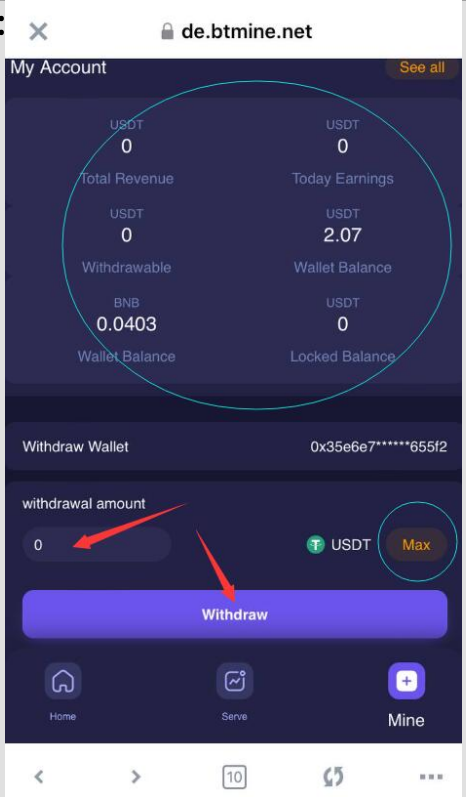 de.btmine.net
My Account
See all
USDT
0
Total Revenue
USDT
0
Today Earnings
USDT
0
Withdrawable
USDT
2.07
Wallet Balance
BNB
0.0403
Wallet Balance
USDT
0
Locked Balance
Withdraw Wallet
0x35e6e7******655f2
withdrawal amount
0
USDT
Max
Withdraw
Home
Serve
Mine
10